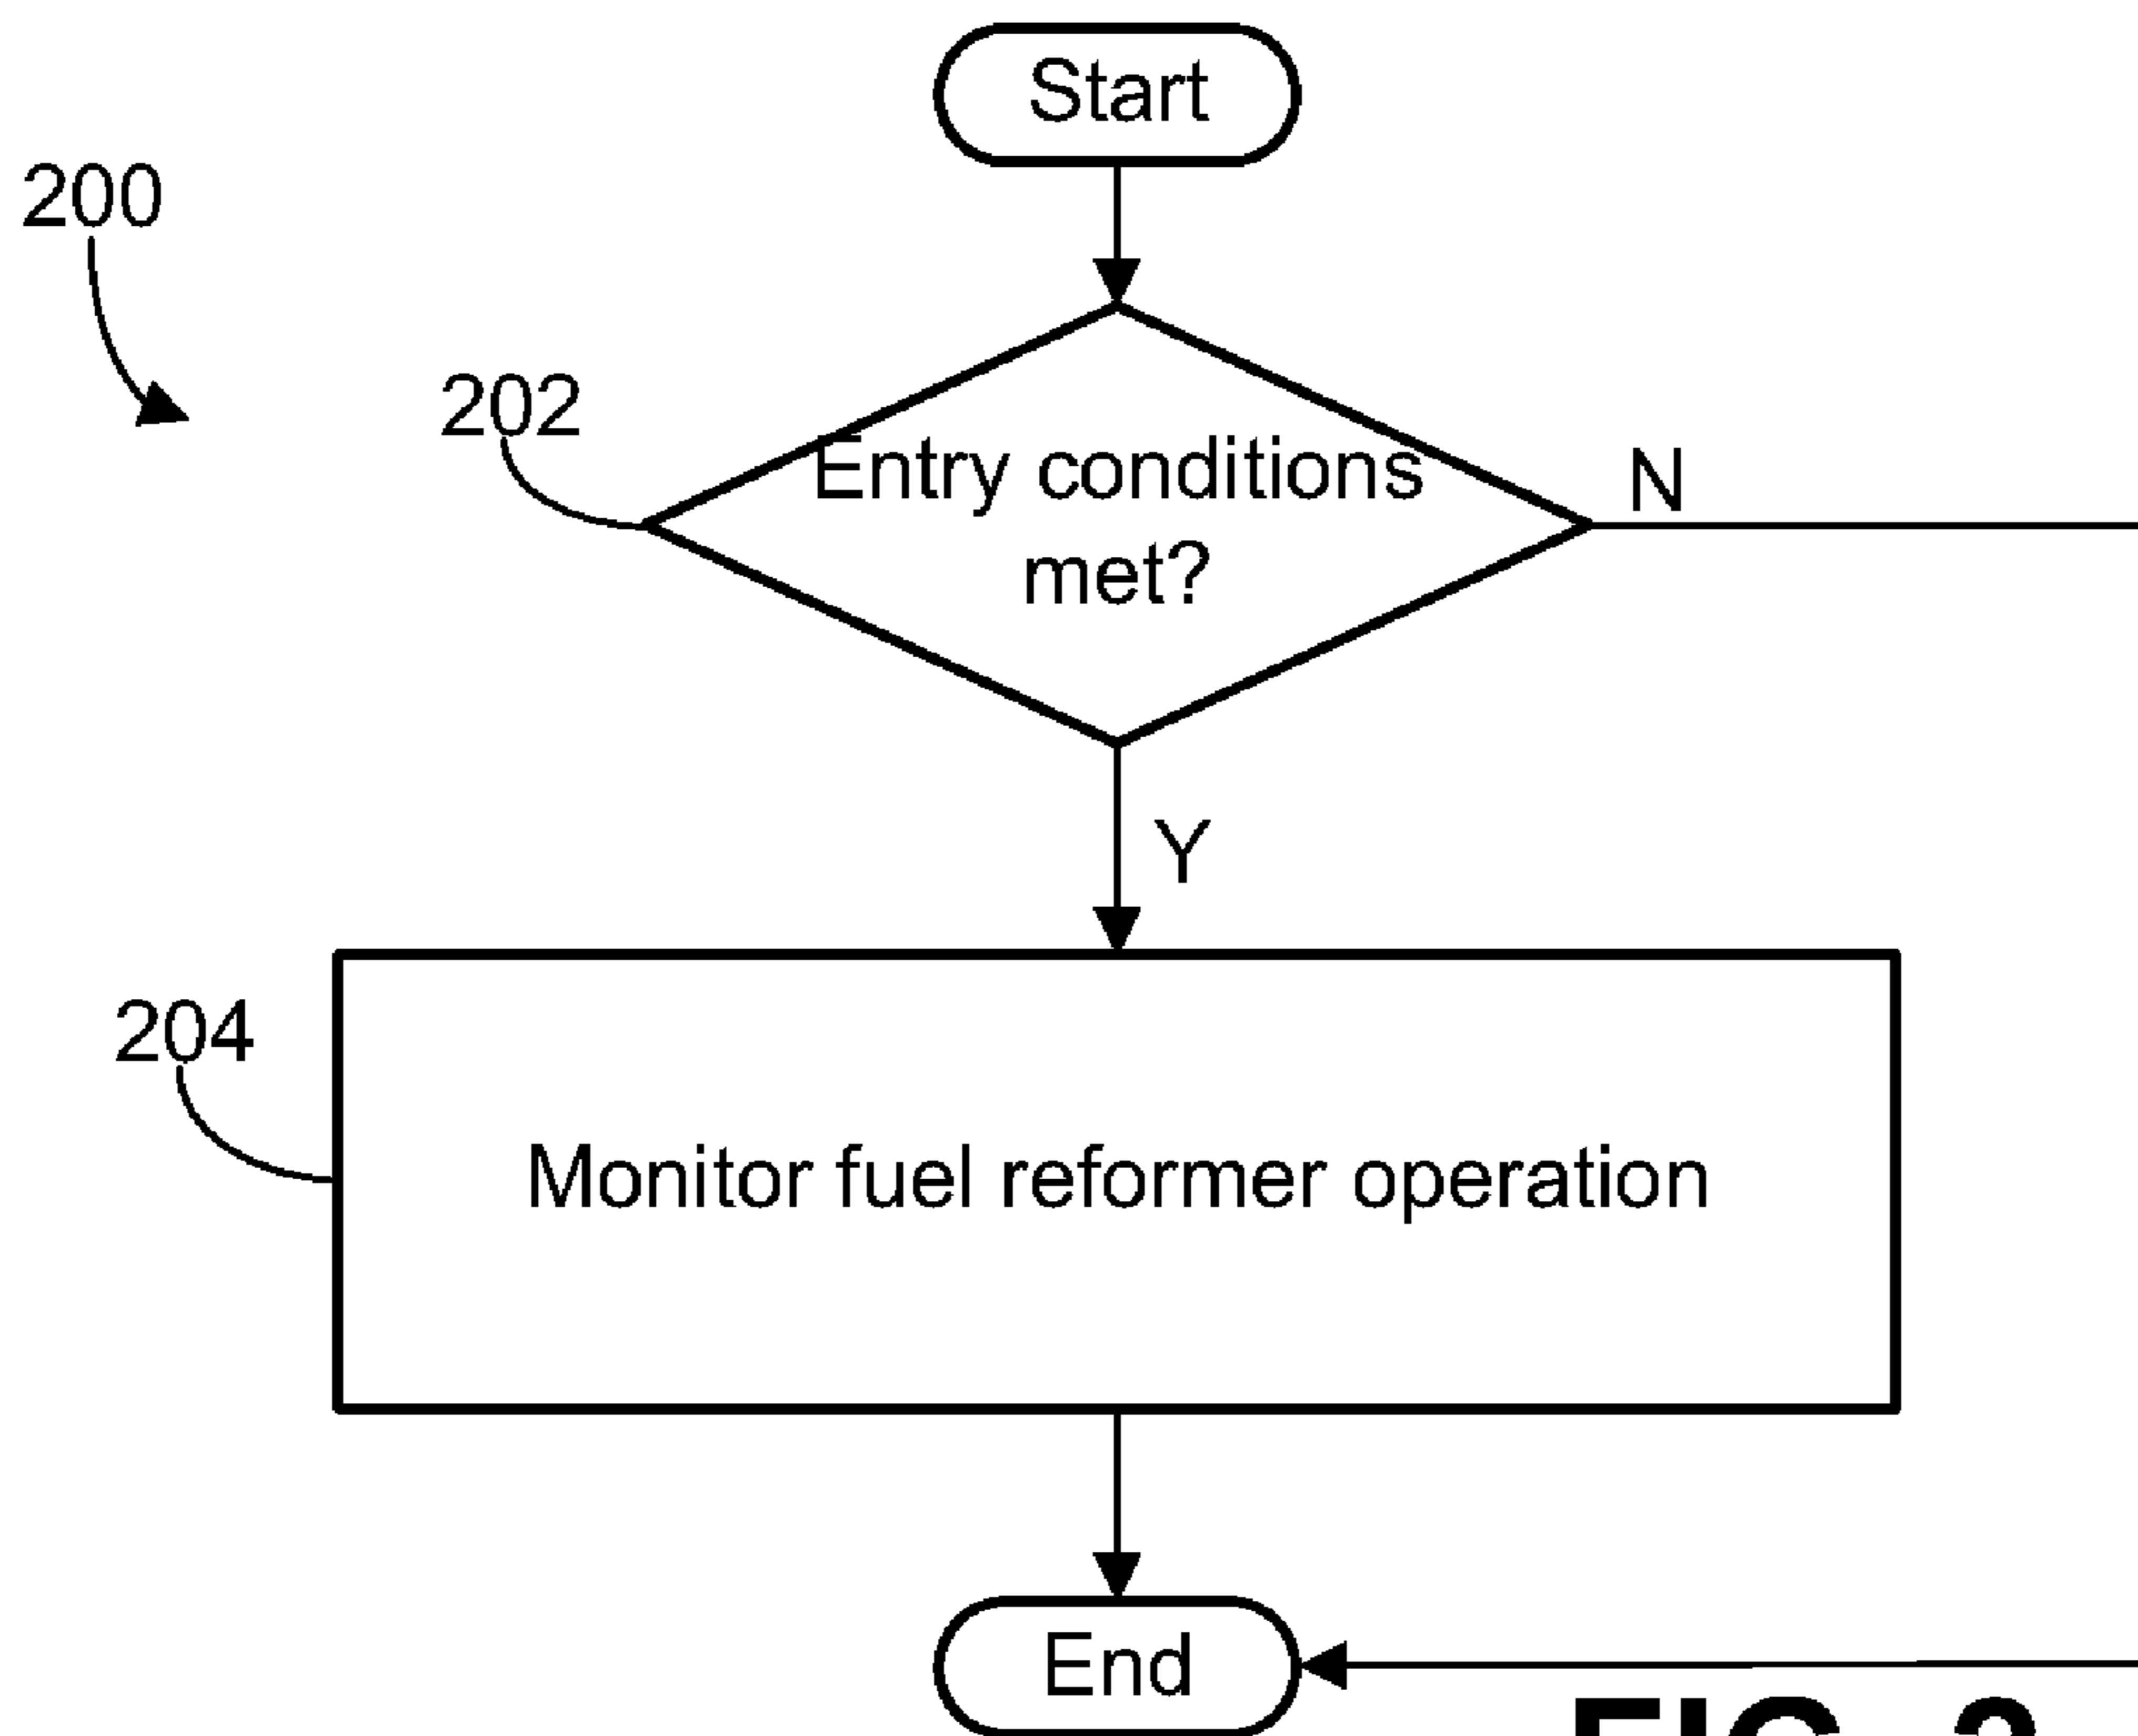 Start
200
202
Entry conditions
met?
N
Y
204
Monitor fuel reformer operation
End